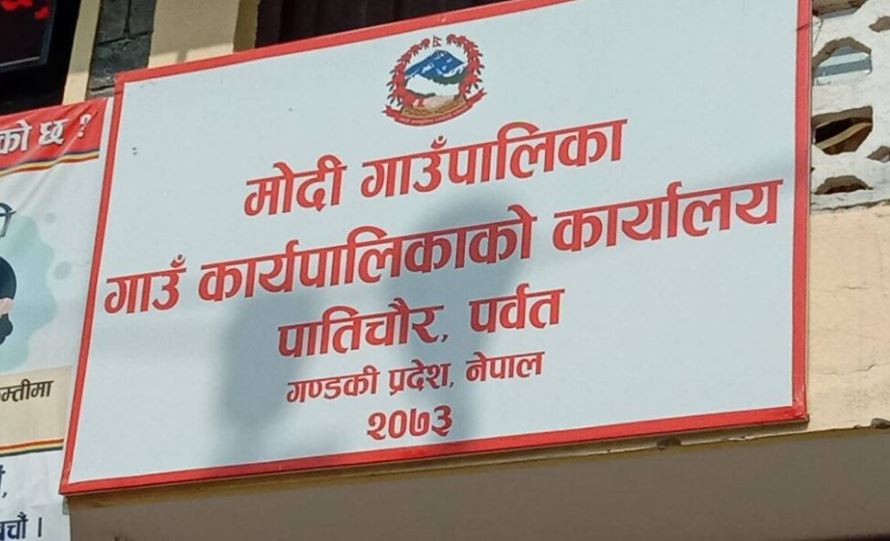 मोदी गाउँपालिका
गाउँ कार्यपालिकाको कार्यालय
पातिचौर, पर्वत
गण्डकी प्रदेश, नेपाल
२०७३
को छ ?